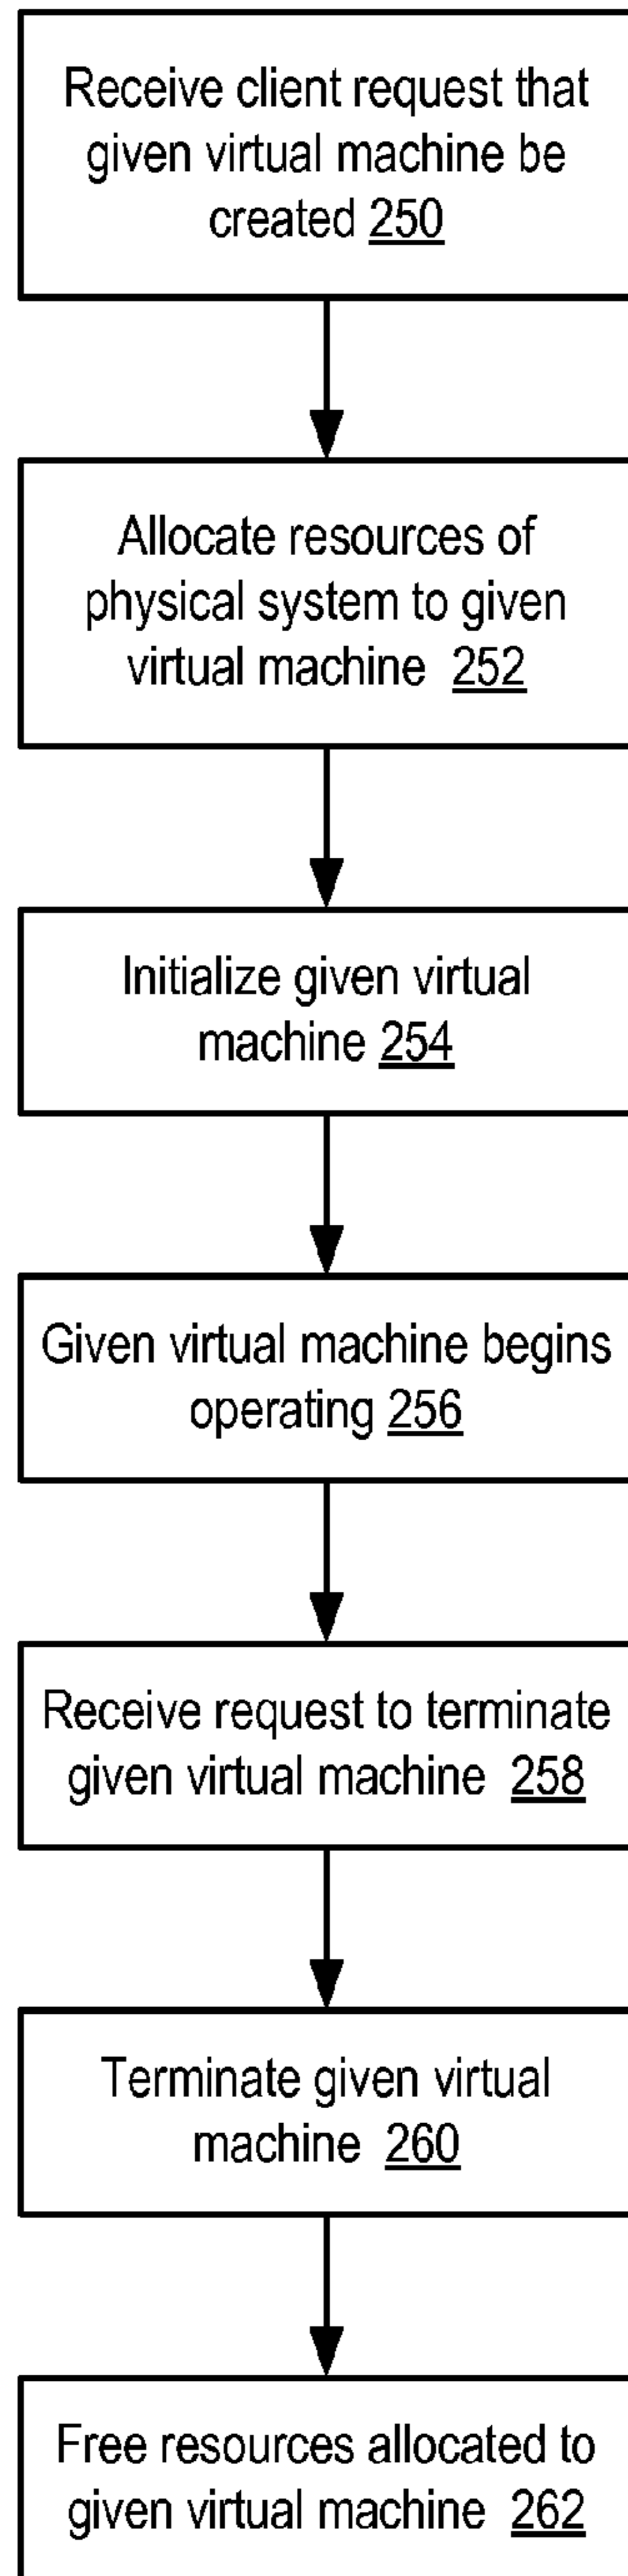 Receive client request that
given virtual machine be
created 250
Allocate resources of
physical system to given
virtual machine 252
Initialize given virtual
machine 254
Given virtual machine begins
operating 256
Receive request to terminate
given virtual machine 258
Terminate given virtual
machine 260
Free resources allocated to
given virtual machine 262